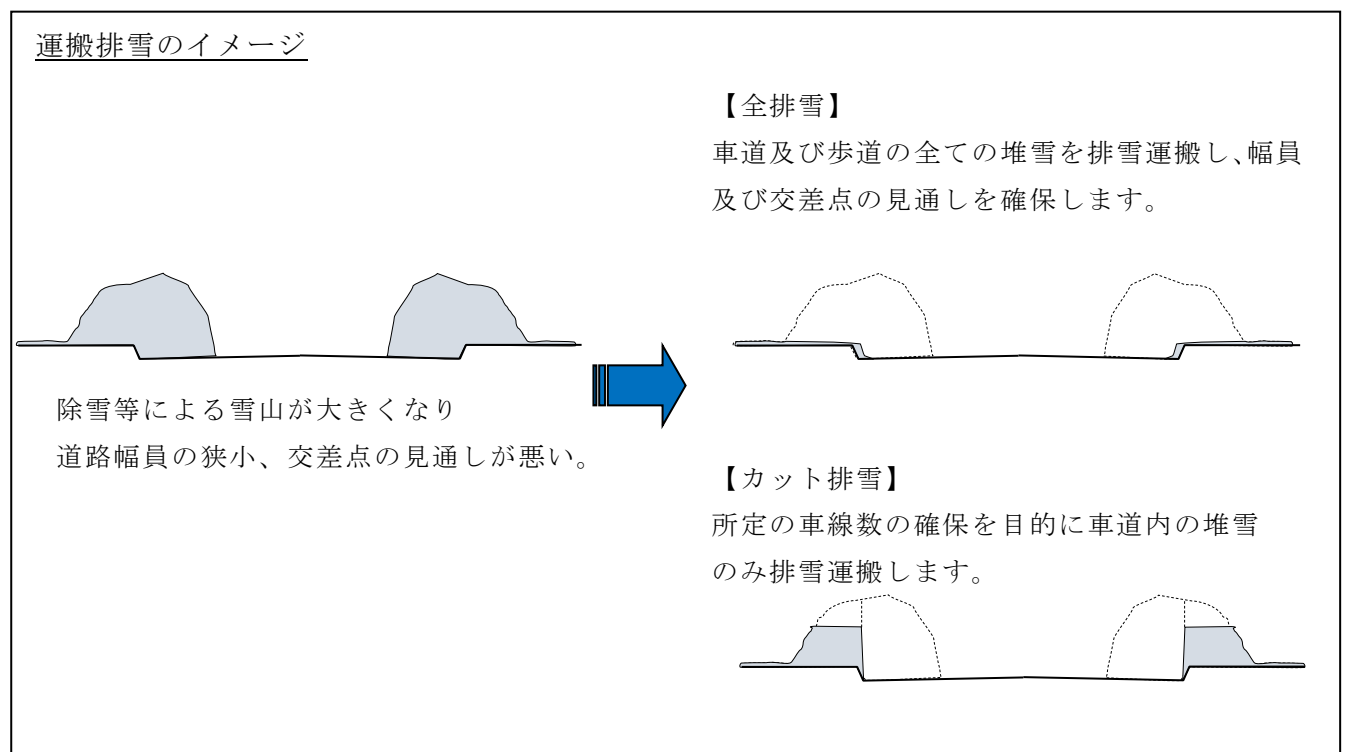 運搬排雪のイメージ
【全排雪】
車道及び歩道の全ての堆雪を排雪運搬し、幅員
及び交差点の見通しを確保します。
除雪等による雪山が大きくなり
道路幅員の狭小、交差点の見通しが悪い。
【カット排雪】
所定の車線数の確保を目的に車道内の堆雪
のみ排雪運搬します。